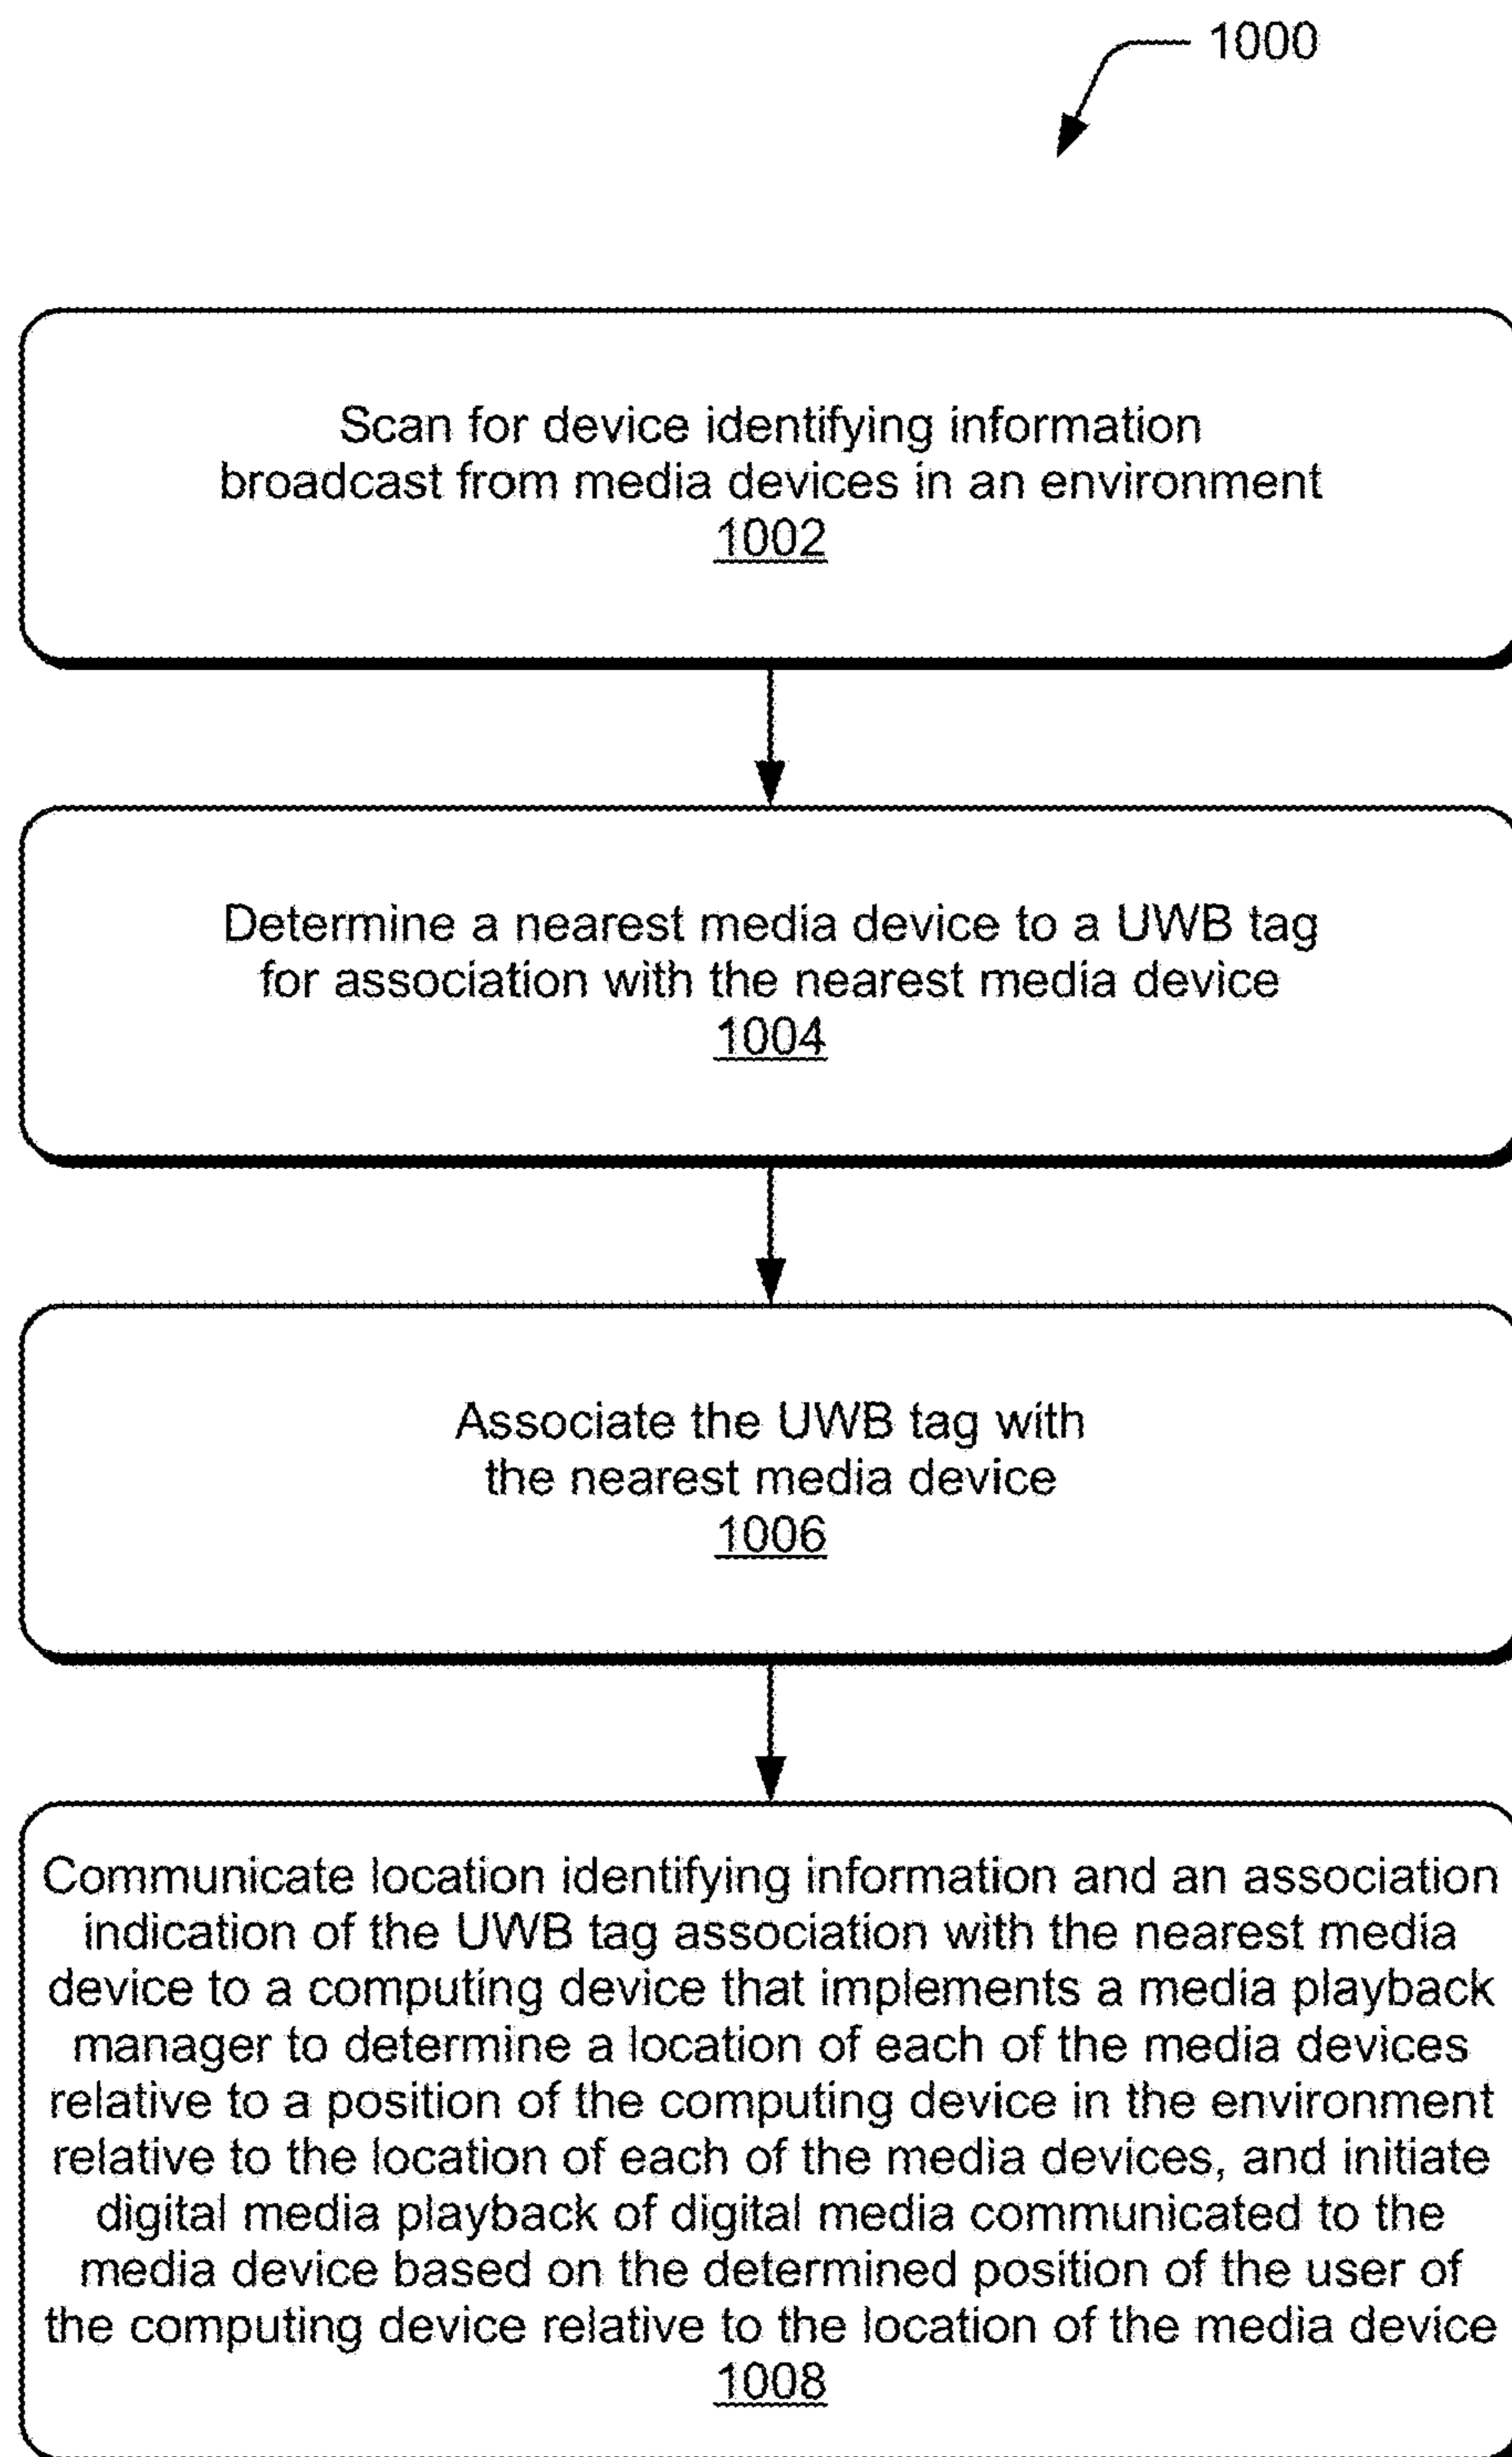 1000
Scan for device identifying information
broadcast from media devices in an environment
1002
Determine a nearest media device to a UWB tag
for association with the nearest media device
1004
Associate the UWB tag with
the nearest media device
1006
Communicate location identifying information and an association
indication of the UWB tag association with the nearest media
device to a computing device that implements a media playback
manager to determine a location of each of the media devices
relative to a position of the computing device in the environment
relative to the location of each of the media devices, and initiate
digital media playback of digital media communicated to the
media device based on the determined position of the user of
the computing device relative to the location of the media device
1008